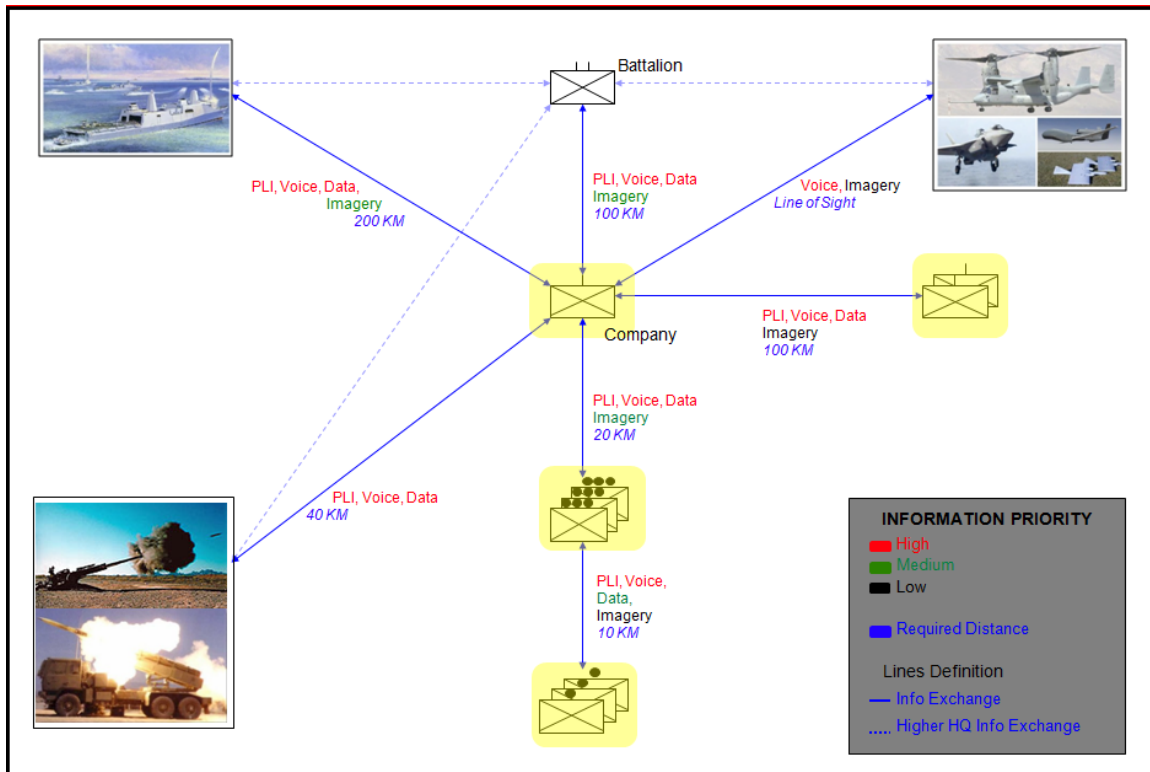 Battalion
PLI, Voice, Data,
Imagery
200 KM
PLI, Voice, Data
Imagery
100 KM
Voice, Imagery
Line of Sight
Company
PLI, Voice, Data
Imagery
100 KM
PLI, Voice, Data
Imagery
20 KM
PLI, Voice, Data
40 KM
PLI, Voice,
Data,
Imagery
10 KM
INFORMATION PRIORITY
High
Medium
Low
Required Distance
Lines Definition
Info Exchange
Higher HQ Info Exchange